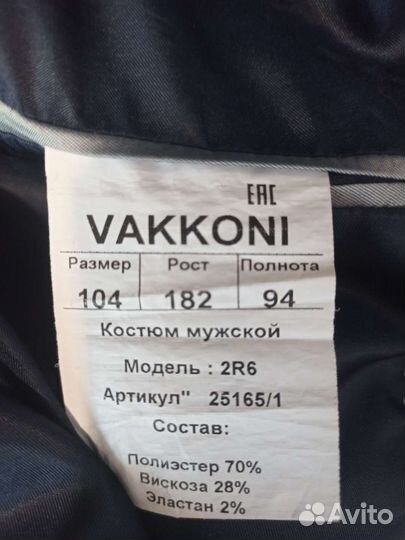 EAC
VAKKONI
Размер Рост Полнота
104 182 94
Костюм мужской
Модель : 2R6
Артикул" 25165/1
Состав:
Полиэстер 70%
Вискоза 28%
Эластан 2%
Avito